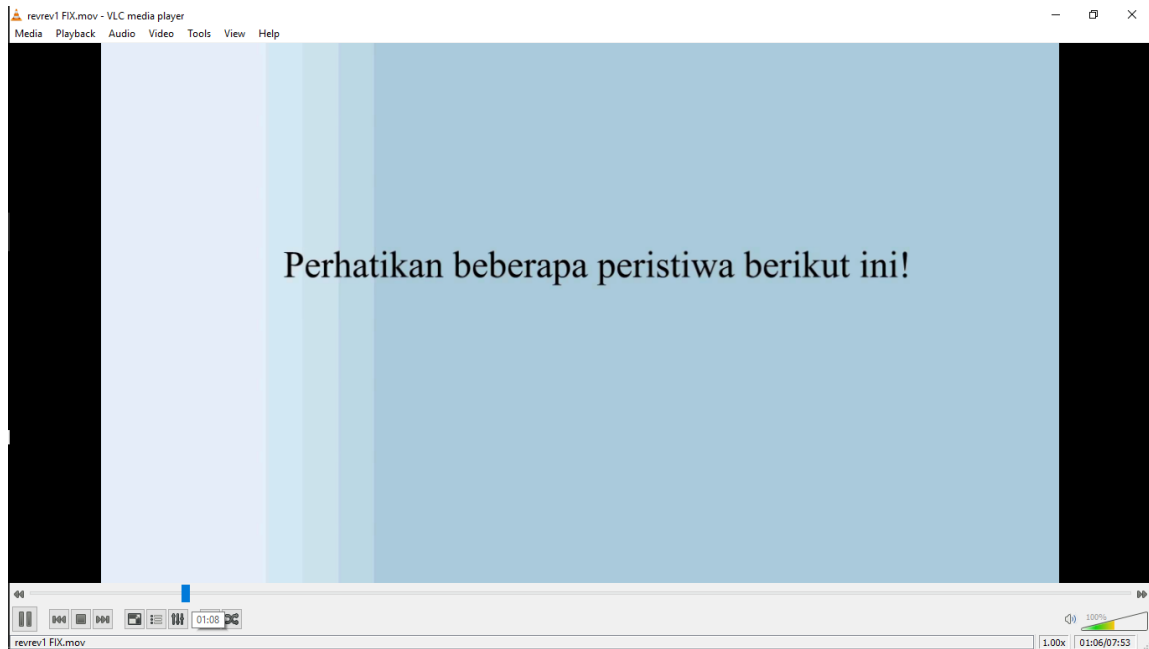 revrev1 FIX.mov - VLC media player
Media Playback Audio Video Tools View Help
Perhatikan beberapa peristiwa berikut ini!
01:08
100%
revrev1 FIX.mov
1.00x
01:06/07:53